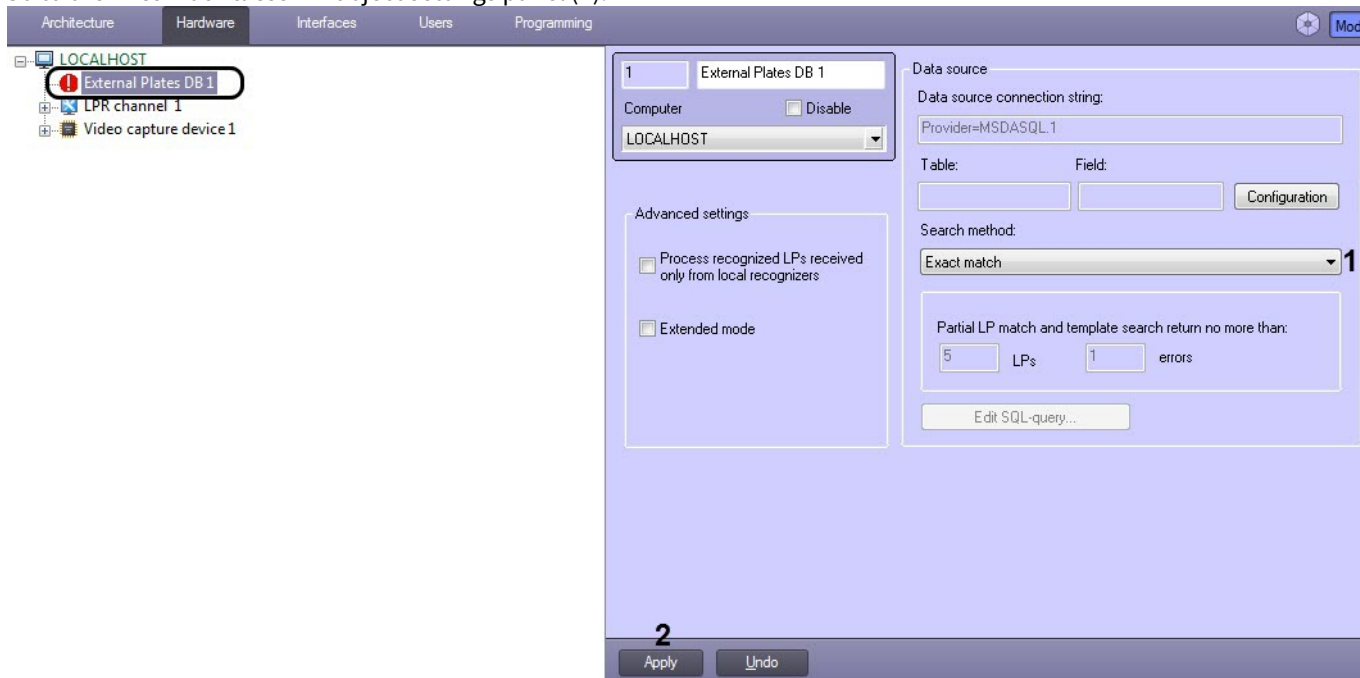 Architecture Hardware Interfaces Users Programming
LOCALHOST
External Plates DB 1
LPR channel 1
Video capture device 1
1 External Plates DB 1
Computer Disable
LOCALHOST
Advanced settings
Process recognized LPs received
only from local recognizers
Extended mode
Data source
Data source connection string:
Provider=MSDASQL.1
Table: Field:
Configuration
Search method:
Exact match 1
Partial LP match and template search return no more than:
5 LPs 1 errors
Edit SQL-query...
2
Apply Undo